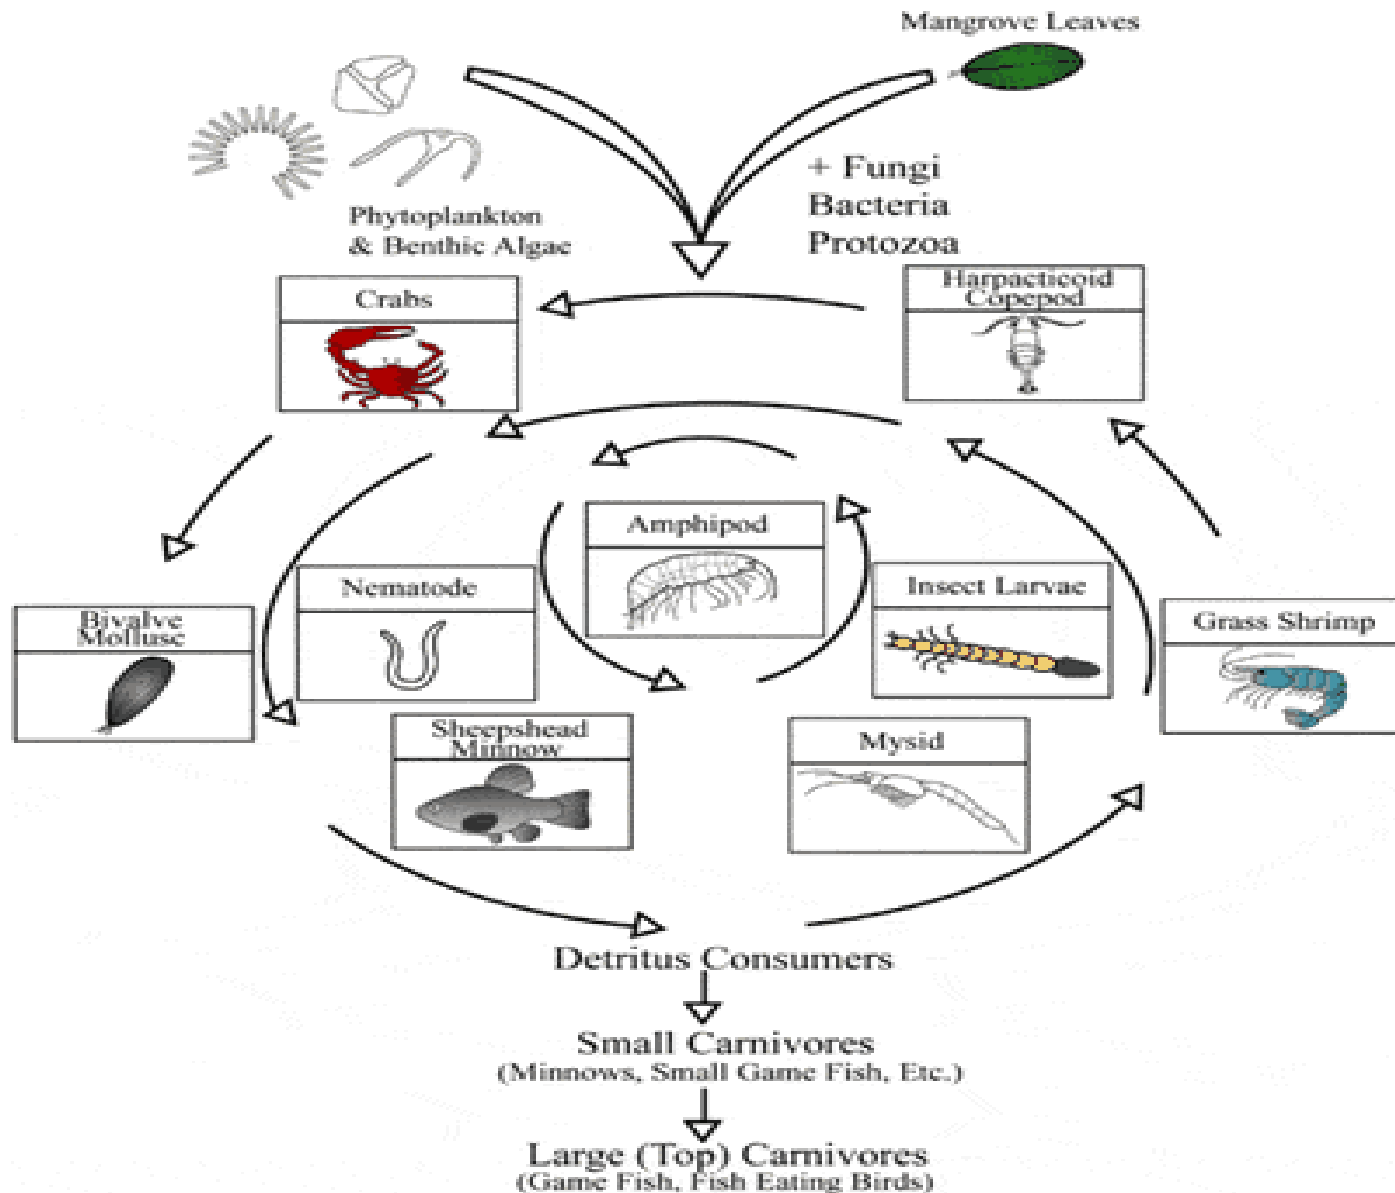 Mangrove Leaves
+ Fungi
Bacteria
Protozoa
Phytoplankton
& Benthic Algae
Crabs
Harpacticoid
Copepod
Amphipod
Nematode
Insect Larvae
Bivalve
Mollusc
Grass Shrimp
Sheepshead
Minnow
Mysid
Detritus Consumers
Small Carnivores
(Minnows, Small Game Fish, Etc.)
Large (Top) Carnivores
(Game Fish, Fish Eating Birds)